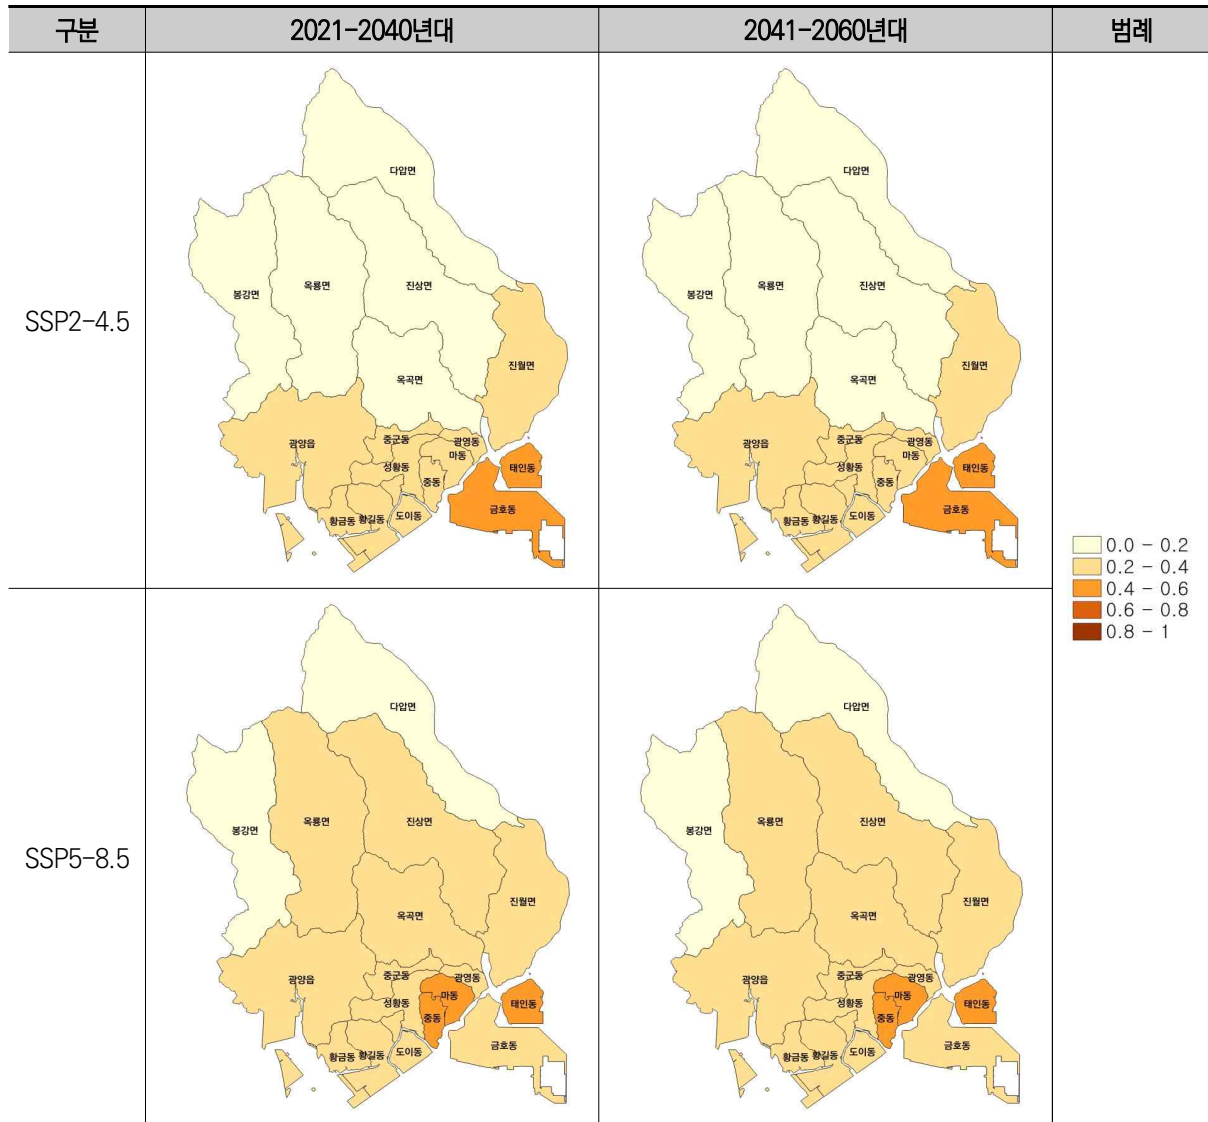 구분 2021-2040년대 2041-2060년대 범례
SSP2-4.5
다압면
봉강면
옥룡면
진상면
진월면
옥곡면
광양읍
중군동
광영동
마동
성황동
중동
태인동
금호동
황금동
황길동
도이동
다압면
봉강면
옥룡면
진상면
진월면
옥곡면
광양읍
중군동
광영동
마동
성황동
중동
태인동
금호동
황금동
황길동
도이동
0.0 - 0.2
0.2 - 0.4
0.4 - 0.6
0.6 - 0.8
0.8 - 1
SSP5-8.5
다압면
봉강면
옥룡면
진상면
진월면
옥곡면
광양읍
중군동
광영동
마동
성황동
중동
태인동
금호동
황금동
황길동
도이동
다압면
봉강면
옥룡면
진상면
진월면
옥곡면
광양읍
중군동
광영동
마동
성황동
중동
태인동
금호동
황금동
황길동
도이동